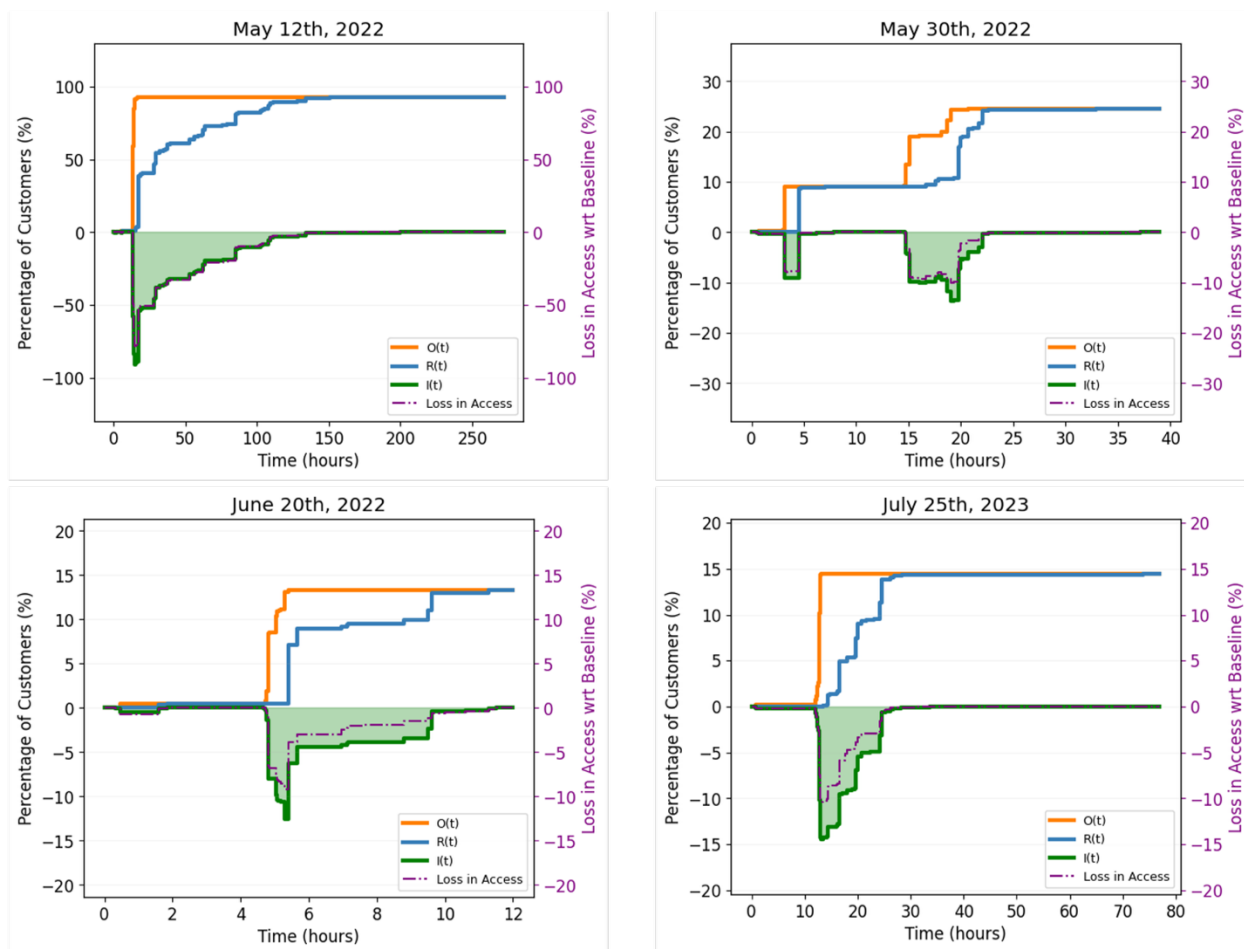 May 12th, 2022
100
50
0
−50
−100
Percentage of Customers (%)
100
50
0
−50
−100
Loss in Access wrt Baseline (%)
O(t)
R(t)
I(t)
Loss in Access
0 50 100 150 200 250
Time (hours)
May 30th, 2022
30
20
10
0
−10
−20
−30
Percentage of Customers (%)
30
20
10
0
−10
−20
−30
Loss in Access wrt Baseline (%)
O(t)
R(t)
I(t)
Loss in Access
0 5 10 15 20 25 30 35 40
Time (hours)
June 20th, 2022
20
15
10
5
0
−5
−10
−15
−20
Percentage of Customers (%)
20
15
10
5
0
−5
−10
−15
−20
Loss in Access wrt Baseline (%)
O(t)
R(t)
I(t)
Loss in Access
0 2 4 6 8 10 12
Time (hours)
July 25th, 2023
20
15
10
5
0
−5
−10
−15
−20
Percentage of Customers (%)
20
15
10
5
0
−5
−10
−15
−20
Loss in Access wrt Baseline (%)
O(t)
R(t)
I(t)
Loss in Access
0 10 20 30 40 50 60 70 80
Time (hours)